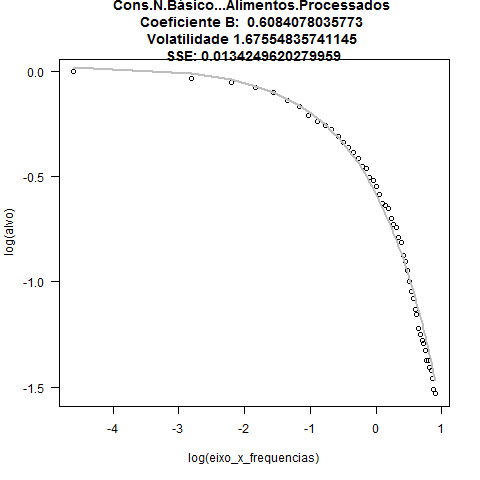 Cons.N.Básico...Alimentos.Processados
Coeficiente B:  0.6084078035773
Volatilidade 1.67554835741145
SSE: 0.0134249620279959
0.0
-0.5
-1.0
-1.5
log(alvo)
-4
-3
-2
-1
0
1
log(eixo_x_frequencias)